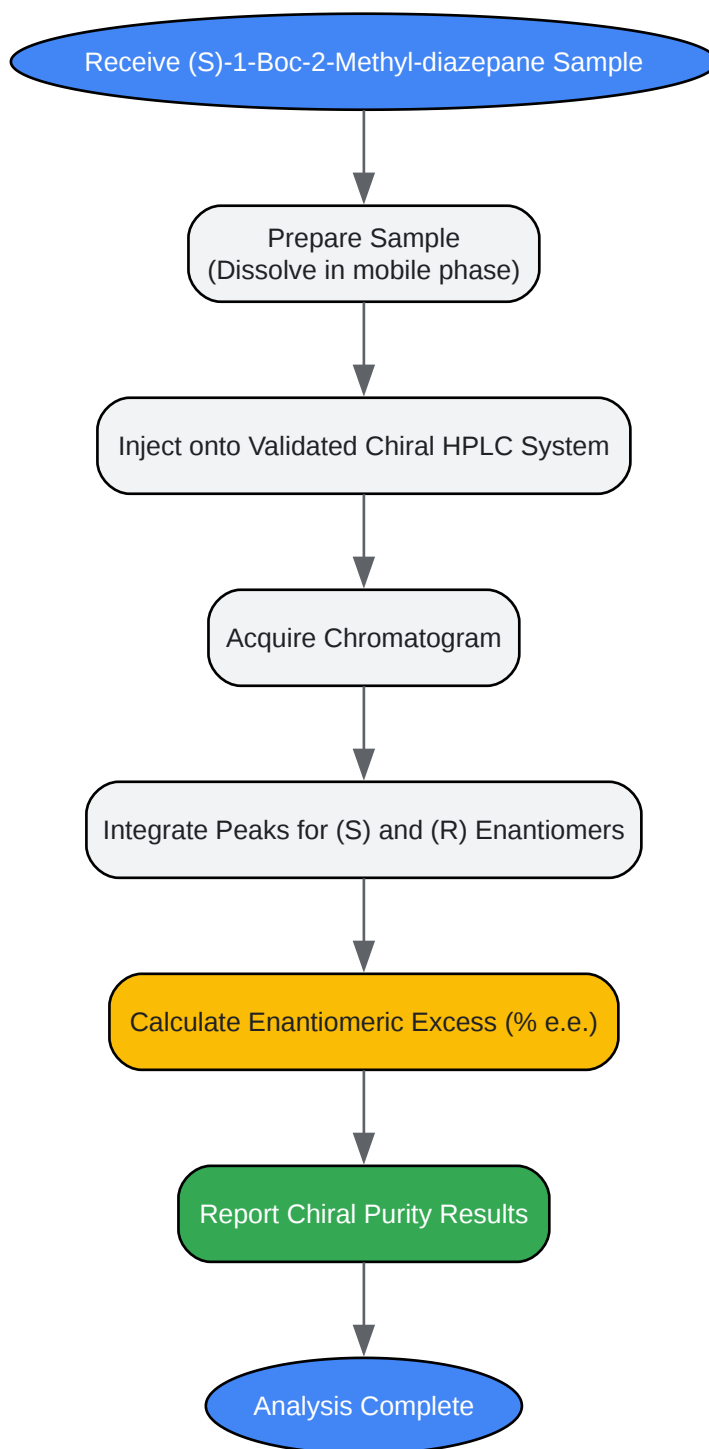 Receive (S)-1-Boc-2-Methyl-diazepane Sample
Prepare Sample
(Dissolve in mobile phase)
Inject onto Validated Chiral HPLC System
Acquire Chromatogram
Integrate Peaks for (S) and (R) Enantiomers
Calculate Enantiomeric Excess (% e.e.)
Report Chiral Purity Results
Analysis Complete